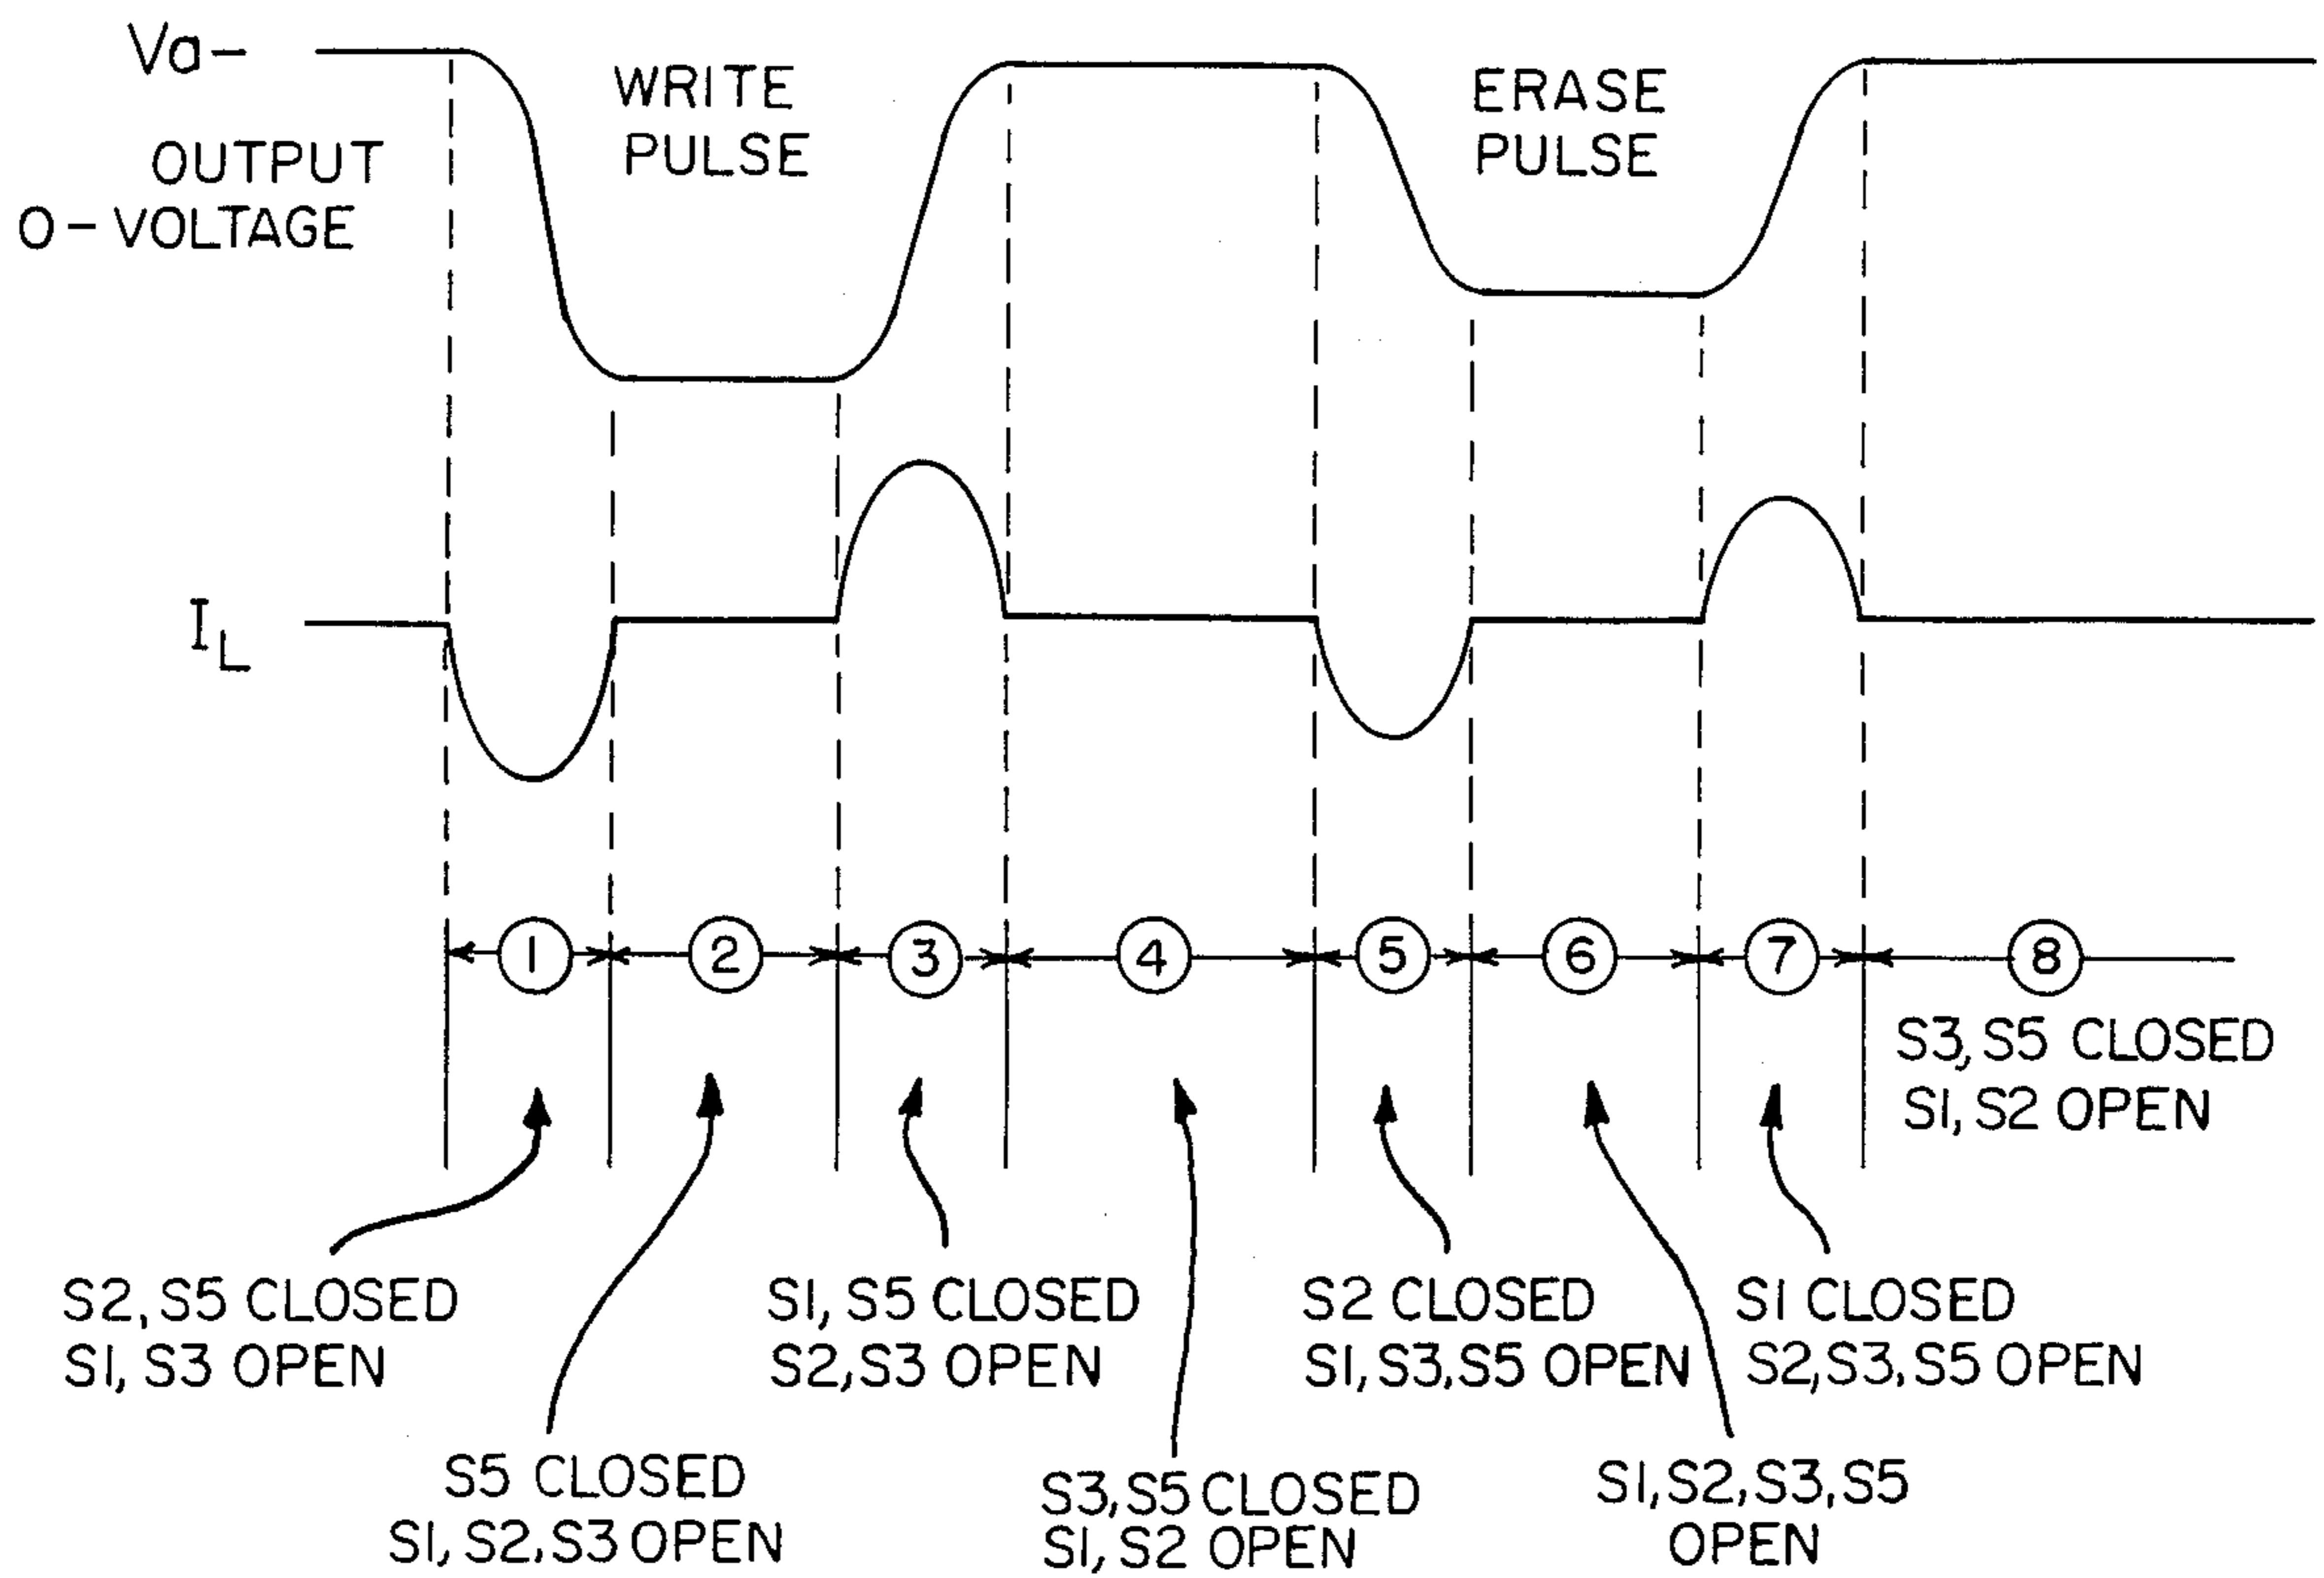 Va-
WRITE
PULSE
ERASE
PULSE
OUTPUT
O-VOLTAGE
IL
1 2 3 4 5 6 7 8
S3, S5 CLOSED
S1, S2 OPEN
S2, S5 CLOSED
S1, S3 OPEN
S1, S5 CLOSED
S2, S3 OPEN
S2 CLOSED
S1, S3, S5 OPEN
S1 CLOSED
S2, S3, S5 OPEN
S5 CLOSED
S1, S2, S3 OPEN
S3, S5 CLOSED
S1, S2 OPEN
S1, S2, S3, S5
OPEN